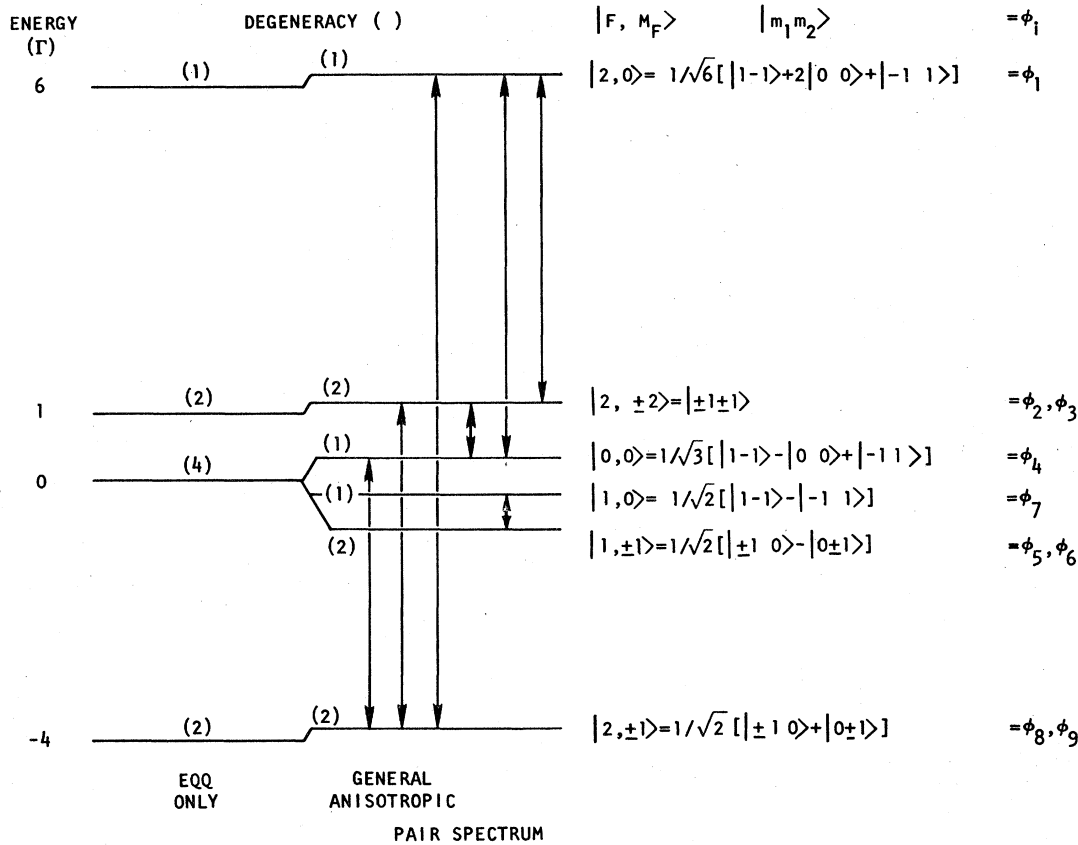 ENERGY
(Γ)
DEGENERACY ( )
|F, M_F> |m₁m₂> =φᵢ
6
(1)
(1)
|2,0>= 1/√6[|1-1>+2|0 0>+|-1 1>] =φ₁
1
(2)
(2)
|2, ±2>=|±1±1> =φ₂,φ₃
0
(4)
(1)
|0,0>=1/√3[|1-1>-|0 0>+|-1 1>] =φ₄
(1)
|1,0>= 1/√2[|1-1>-|-1 1>] =φ₇
(2)
|1,±1>=1/√2[|±1 0>-|0±1>] =φ₅,φ₆
-4
(2)
(2)
|2,±1>=1/√2 [|±1 0>+|0±1>] =φ₈,φ₉
EQQ
ONLY
GENERAL
ANISOTROPIC
PAIR SPECTRUM